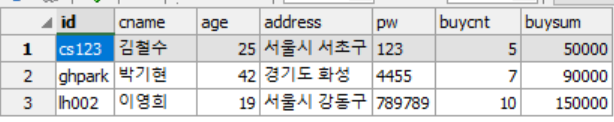 id cname age address pw buycnt buysum
1 cs123 김철수 25 서울시 서초구 123 5 50000
2 ghpark 박기현 42 경기도 화성 4455 7 90000
3 lh002 이영희 19 서울시 강동구 789789 10 150000